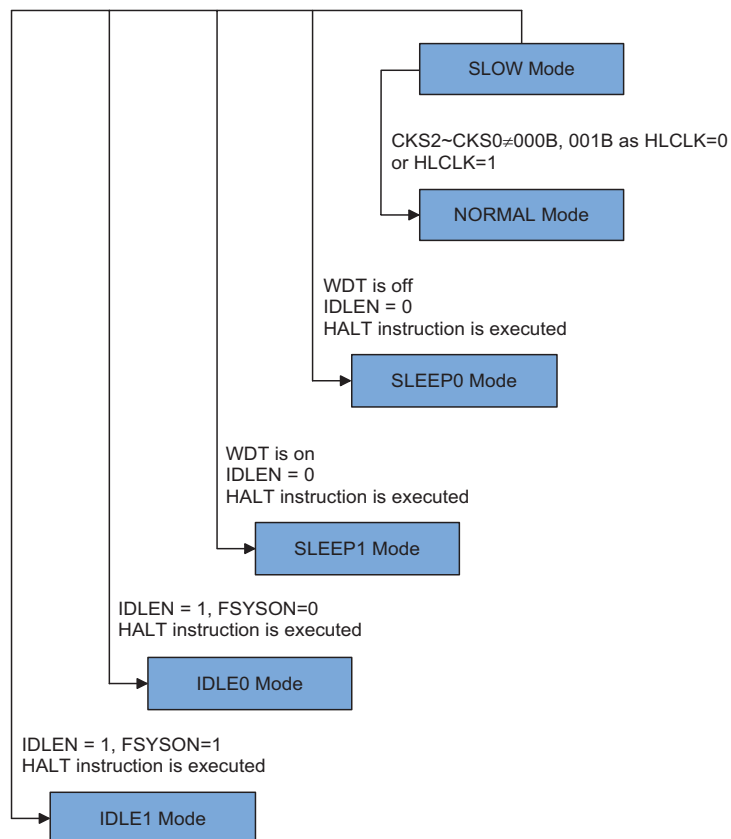 SLOW Mode
CKS2~CKS0≠000B, 001B as HLCLK=0
or HLCLK=1
NORMAL Mode
WDT is off
IDLEN = 0
HALT instruction is executed
SLEEP0 Mode
WDT is on
IDLEN = 0
HALT instruction is executed
SLEEP1 Mode
IDLEN = 1, FSYSON=0
HALT instruction is executed
IDLE0 Mode
IDLEN = 1, FSYSON=1
HALT instruction is executed
IDLE1 Mode